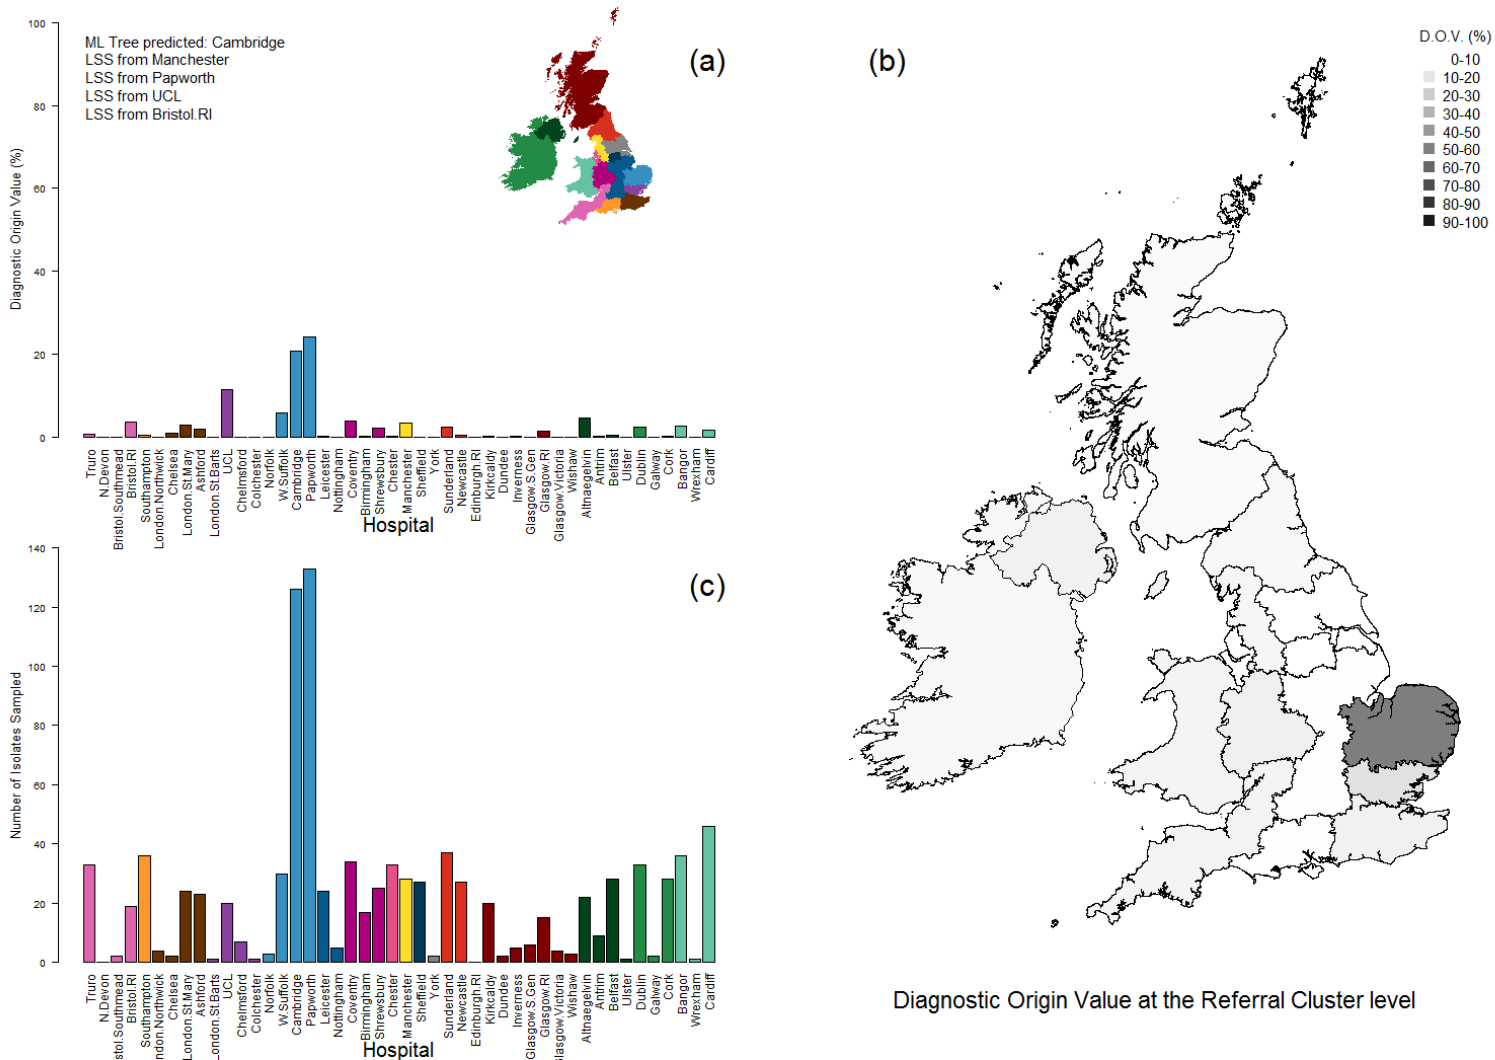 100
80
60
40
20
0
Diagnostic Origin Value (%)
ML Tree predicted: Cambridge
LSS from Manchester
LSS from Papworth
LSS from UCL
LSS from Bristol.RI
(a)
Truro
N.Devon
Bristol.Southmead
Bristol.RI
Southampton
London.Northwick
Chelsea
London.St.Mary
Ashford
London.St.Barts
UCL
Chelmsford
Colchester
Norfolk
W.Suffolk
Cambridge
Papworth
Leicester
Nottingham
Coventry
Birmingham
Shrewsbury
Chester
Manchester
Sheffield
York
Sunderland
Newcastle
Edinburgh.RI
Kirkcaldy
Dundee
Inverness
Glasgow.S.Gen
Glasgow.RI
Glasgow.Victoria
Wishaw
Altnaegelvin
Antrim
Belfast
Ulster
Dublin
Galway
Cork
Bangor
Wrexham
Cardiff
Hospital
140
120
100
80
60
40
20
0
Number of Isolates Sampled
(c)
Truro
N.Devon
stol.Southmead
Bristol.RI
Southampton
ndon.Northwick
Chelsea
London.St.Mary
Ashford
London.St.Barts
UCL
Chelmsford
Colchester
Norfolk
W.Suffolk
Cambridge
Papworth
Leicester
Nottingham
Coventry
Birmingham
Shrewsbury
Chester
Manchester
Sheffield
York
Sunderland
Newcastle
Edinburgh.RI
Kirkcaldy
Dundee
Inverness
Glasgow.S.Gen
Glasgow.RI
lasgow.Victoria
Wishaw
Altnaegelvin
Antrim
Belfast
Ulster
Dublin
Galway
Cork
Bangor
Wrexham
Cardiff
Hospital
(b)
D.O.V. (%)
0-10
10-20
20-30
30-40
40-50
50-60
60-70
70-80
80-90
90-100
Diagnostic Origin Value at the Referral Cluster level